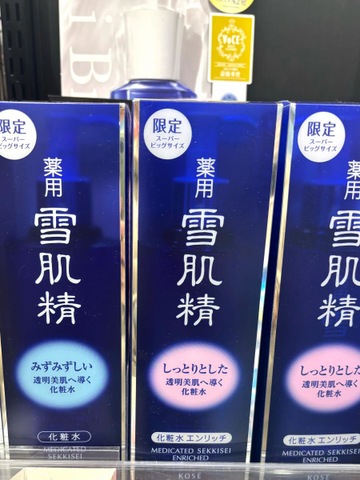 限定
スーパー
ビッグサイズ
薬用
雪肌精
みずみずしい
透明美肌へ導く
化粧水
化粧水
MEDICATED
SEKKISEI
限定
スーパー
ビッグサイズ
薬用
雪肌精
しっとりとした
透明美肌へ導く
化粧水
化粧水 エンリッチ
MEDICATED SEKKISEI
ENRICHED
KOSÉ
限定
スーパー
ビッグサイズ
薬用
雪肌精
しっとりとした
透明美肌へ導く
化粧水
化粧水 エンリッチ
MEDICATED SEKKISEI
ENRICHED
KOSÉ
VOCE